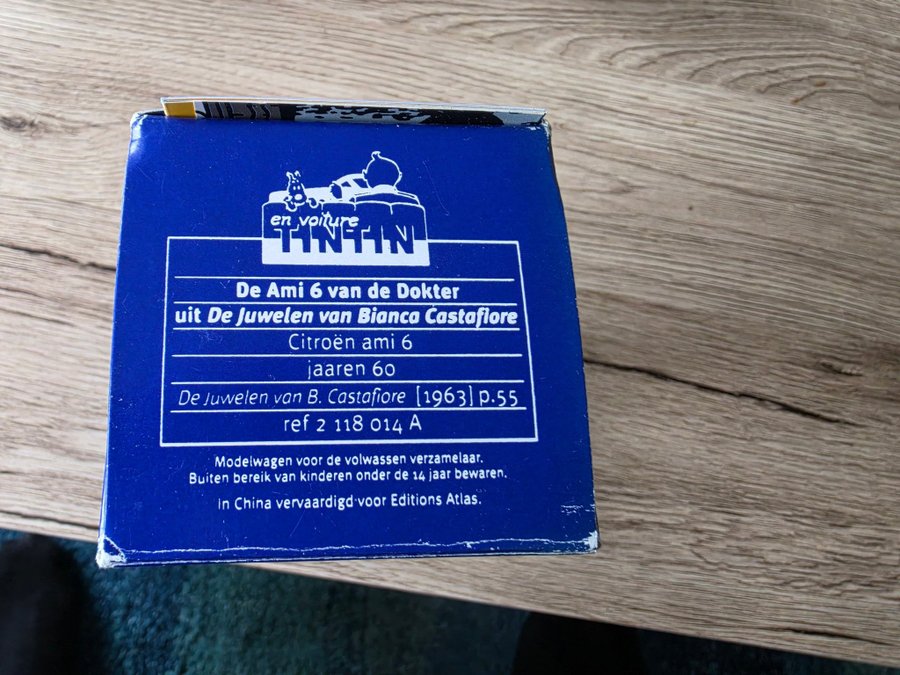 en voiture
TINTIN
De Ami 6 van de Dokter
uit De Juwelen van Bianca Castafiore
Citroën ami 6
jaaren 60
De Juwelen van B. Castafiore [1963] p.55
ref 2 118 014 A
Modelwagen voor de volwassen verzamelaar.
Buiten bereik van kinderen onder de 14 jaar bewaren.
In China vervaardigd voor Editions Atlas.